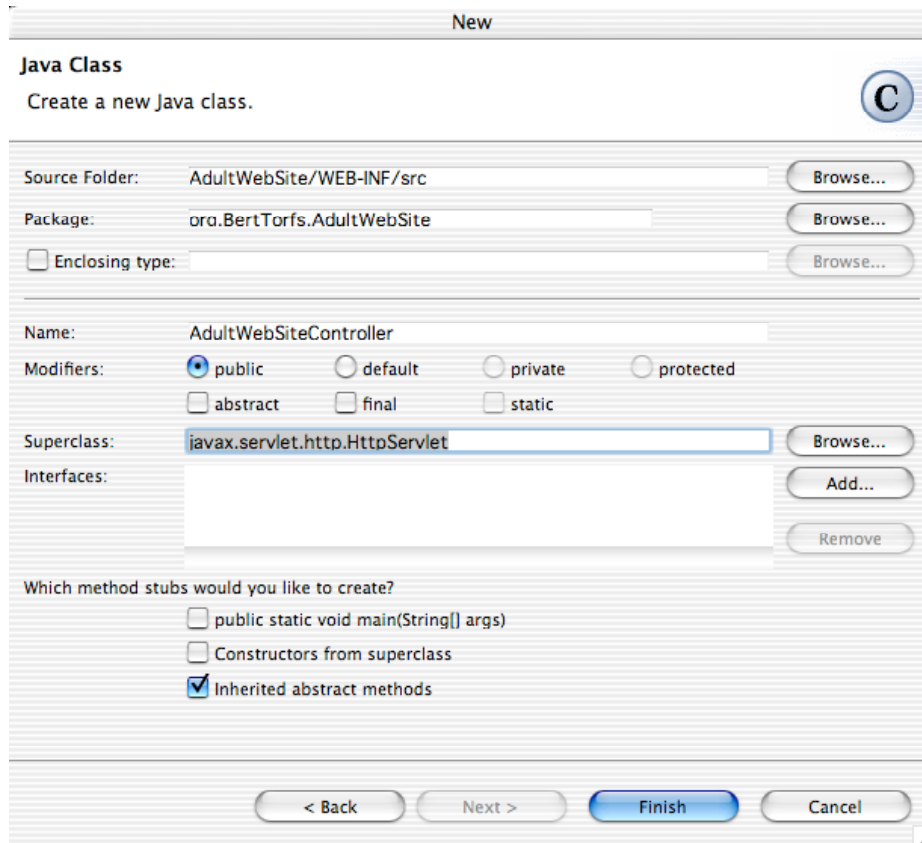 New
Java Class
Create a new Java class.
C
Source Folder: AdultWebSite/WEB-INF/src Browse...
Package: org.BertTorfs.AdultWebSite Browse...
Enclosing type: Browse...
Name: AdultWebSiteController
Modifiers: public default private protected
abstract final static
Superclass: javax.servlet.http.HttpServlet Browse...
Interfaces: Add...
Remove
Which method stubs would you like to create?
public static void main(String[] args)
Constructors from superclass
Inherited abstract methods
< Back Next > Finish Cancel